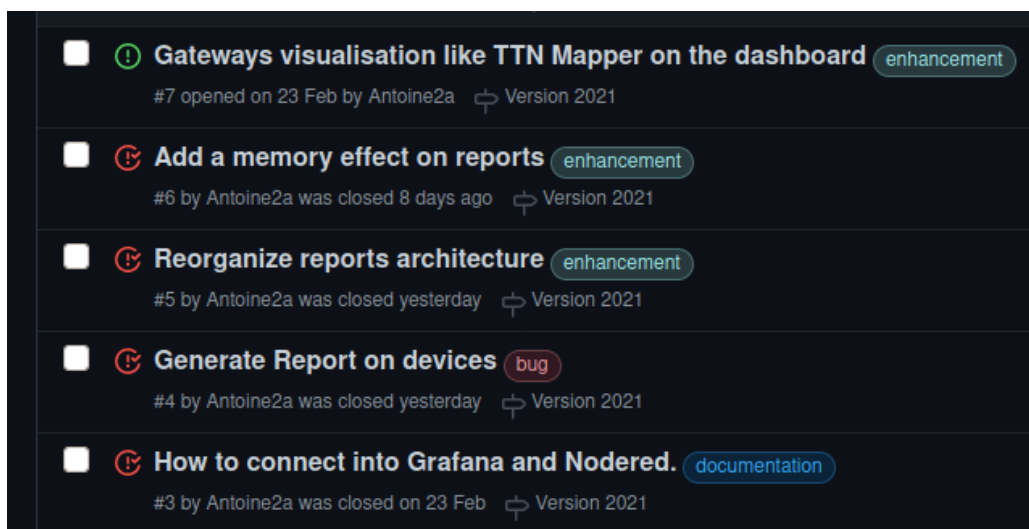 Gateways visualisation like TTN Mapper on the dashboard enhancement
#7 opened on 23 Feb by Antoine2a Version 2021
Add a memory effect on reports enhancement
#6 by Antoine2a was closed 8 days ago Version 2021
Reorganize reports architecture enhancement
#5 by Antoine2a was closed yesterday Version 2021
Generate Report on devices bug
#4 by Antoine2a was closed yesterday Version 2021
How to connect into Grafana and Nodered. documentation
#3 by Antoine2a was closed on 23 Feb Version 2021